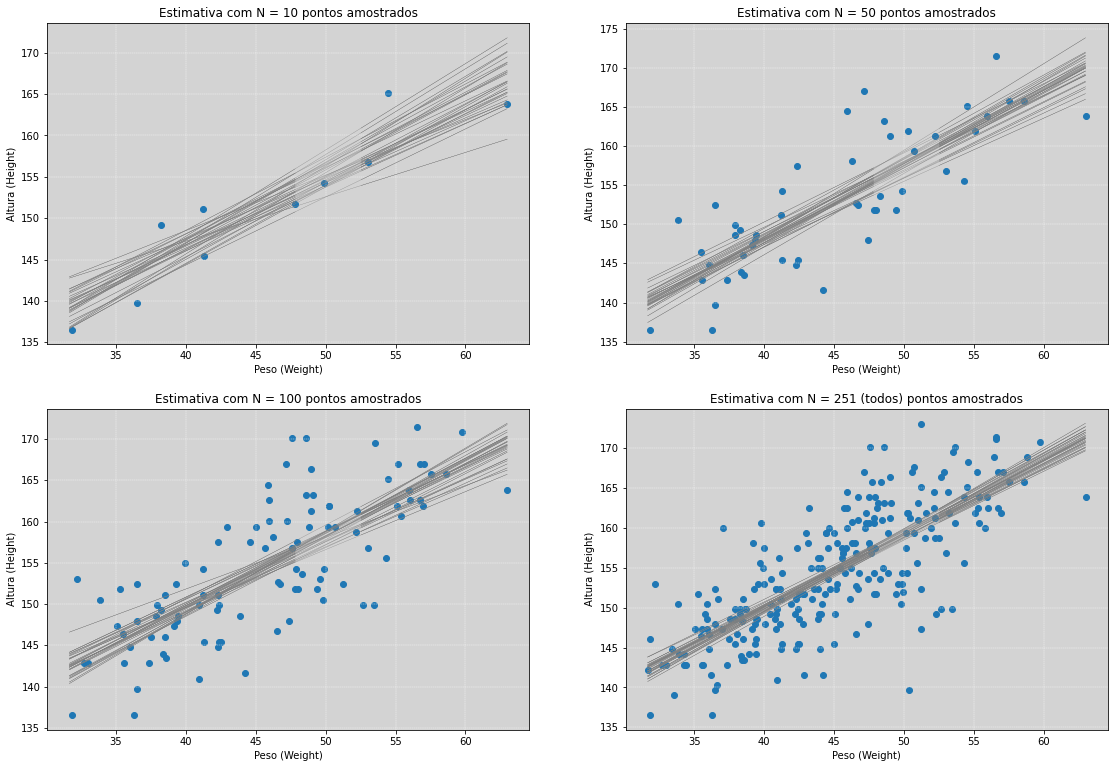 Estimativa com N = 10 pontos amostrados
170
165
160
155
150
145
140
135
Altura (Height)
35 40 45 50 55 60
Peso (Weight)
Estimativa com N = 50 pontos amostrados
175
170
165
160
155
150
145
140
135
Altura (Height)
35 40 45 50 55 60
Peso (Weight)
Estimativa com N = 100 pontos amostrados
170
165
160
155
150
145
140
135
Altura (Height)
35 40 45 50 55 60
Peso (Weight)
Estimativa com N = 251 (todos) pontos amostrados
170
165
160
155
150
145
140
135
Altura (Height)
35 40 45 50 55 60
Peso (Weight)